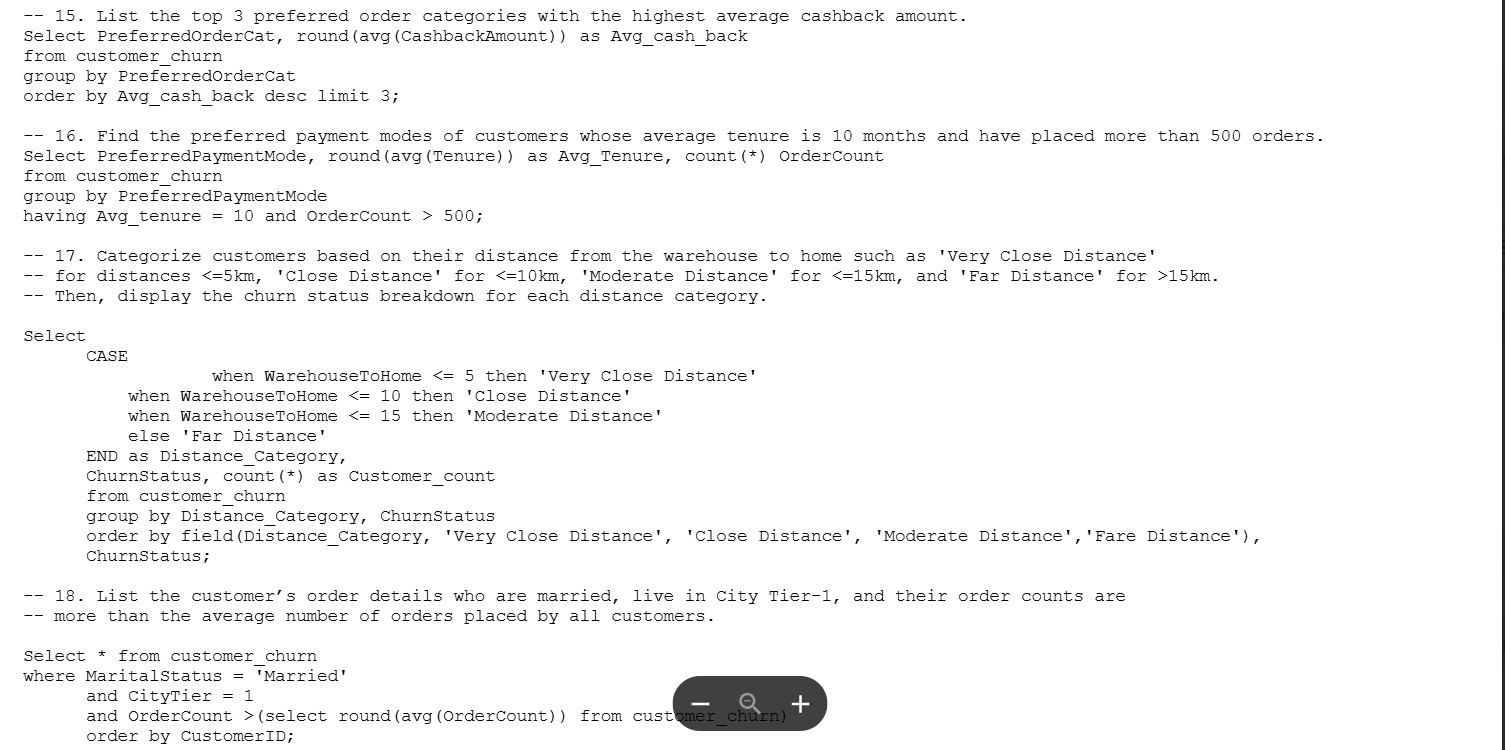 -- 15. List the top 3 preferred order categories with the highest average cashback amount.
Select PreferredOrderCat, round(avg(CashbackAmount)) as Avg_cash_back
from customer_churn
group by PreferredOrderCat
order by Avg_cash_back desc limit 3;
-- 16. Find the preferred payment modes of customers whose average tenure is 10 months and have placed more than 500 orders.
Select PreferredPaymentMode, round(avg(Tenure)) as Avg_Tenure, count(*) OrderCount
from customer_churn
group by PreferredPaymentMode
having Avg_tenure = 10 and OrderCount > 500;
-- 17. Categorize customers based on their distance from the warehouse to home such as 'Very Close Distance'
-- for distances <=5km, 'Close Distance' for <=10km, 'Moderate Distance' for <=15km, and 'Far Distance' for >15km.
-- Then, display the churn status breakdown for each distance category.
Select
CASE
when WarehouseToHome <= 5 then 'Very Close Distance'
when WarehouseToHome <= 10 then 'Close Distance'
when WarehouseToHome <= 15 then 'Moderate Distance'
else 'Far Distance'
END as Distance_Category,
ChurnStatus, count(*) as Customer_count
from customer_churn
group by Distance_Category, ChurnStatus
order by field(Distance_Category, 'Very Close Distance', 'Close Distance', 'Moderate Distance','Fare Distance'),
ChurnStatus;
-- 18. List the customer’s order details who are married, live in City Tier-1, and their order counts are
-- more than the average number of orders placed by all customers.
Select * from customer_churn
where MaritalStatus = 'Married'
and CityTier = 1
and OrderCount >(select round(avg(OrderCount)) from customer_churn)
order by CustomerID;